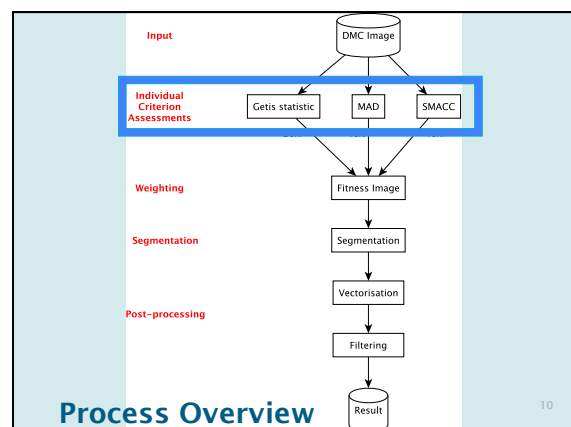 Input
DMC Image
Individual
Criterion
Assessments
Getis statistic
MAD
SMACC
Weighting
Fitness Image
Segmentation
Segmentation
Vectorisation
Post-processing
Filtering
Result
Process Overview
10